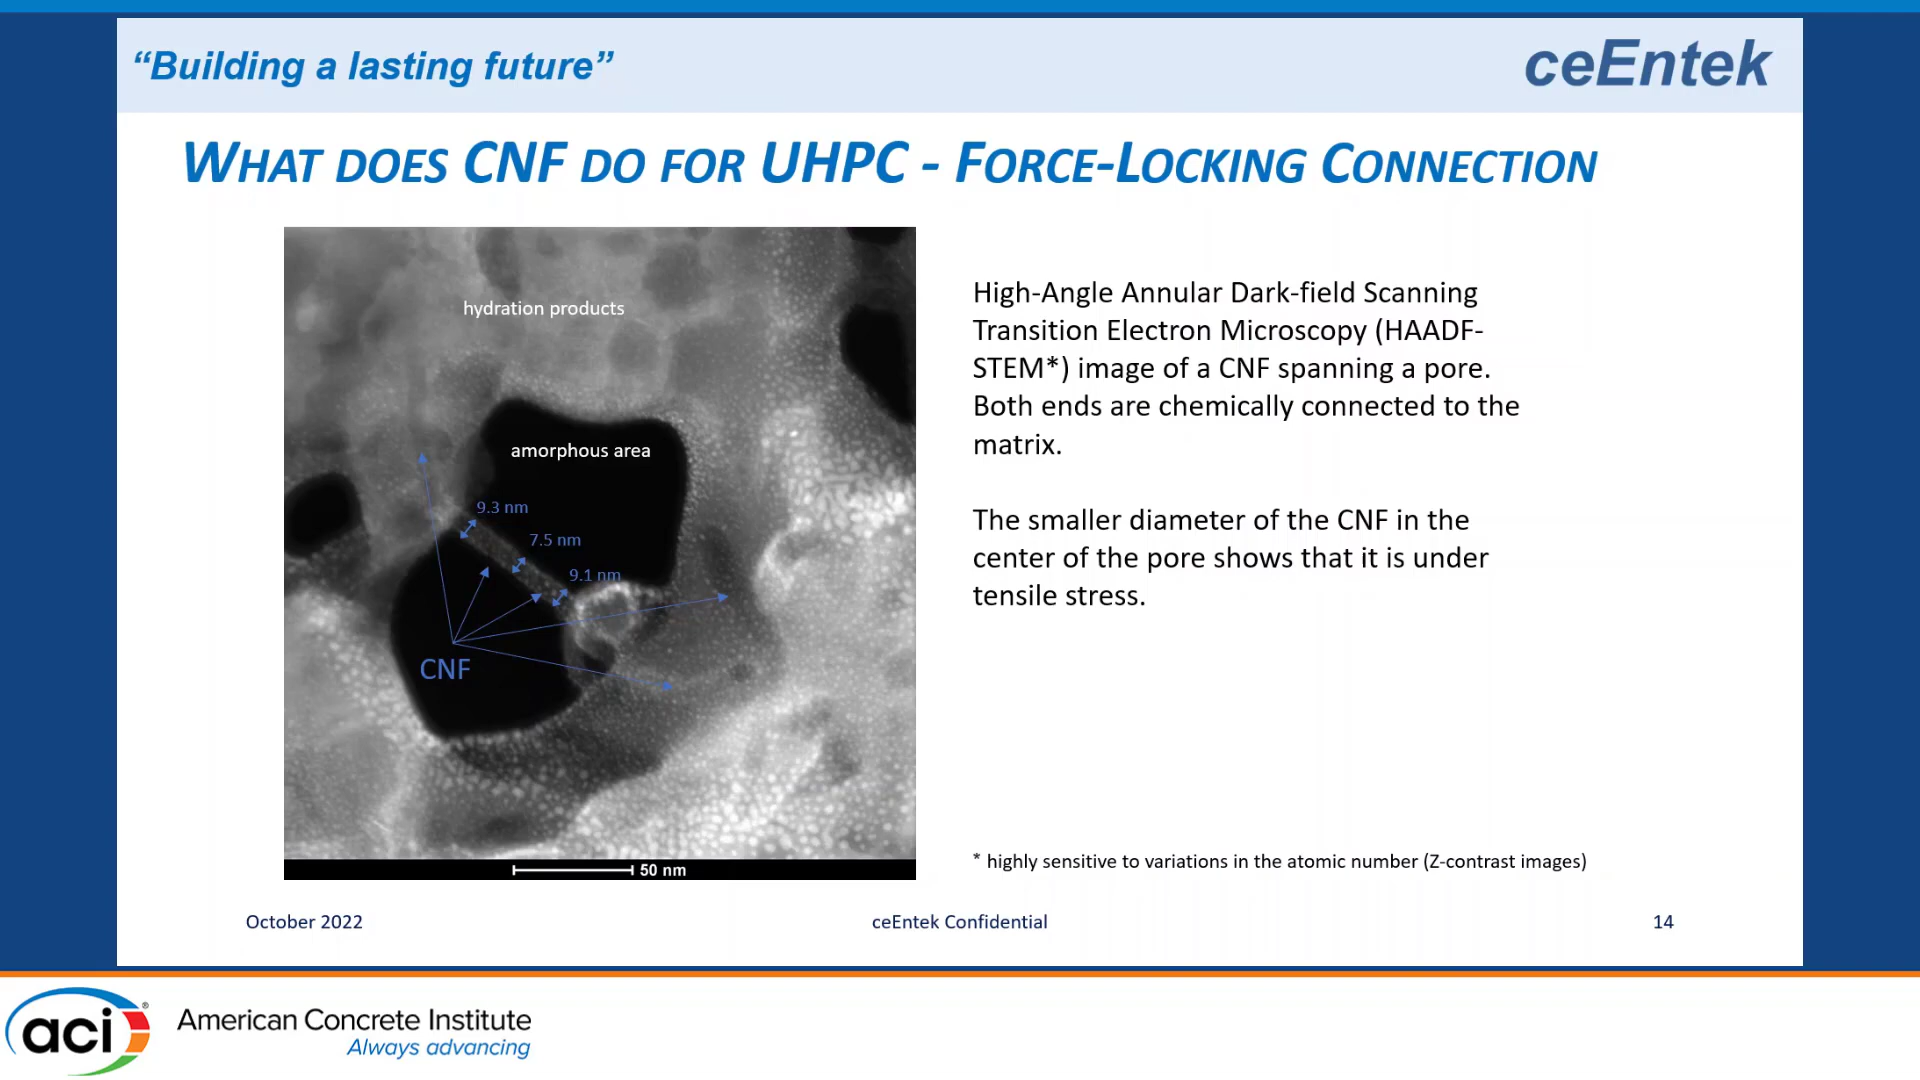 “Building a lasting future”
ceEntek
WHAT DOES CNF DO FOR UHPC - FORCE-LOCKING CONNECTION
hydration products
amorphous area
9.3 nm
7.5 nm
9.1 nm
CNF
50 nm
High-Angle Annular Dark-field Scanning
Transition Electron Microscopy (HAADF-
STEM*) image of a CNF spanning a pore.
Both ends are chemically connected to the
matrix.
The smaller diameter of the CNF in the
center of the pore shows that it is under
tensile stress.
* highly sensitive to variations in the atomic number (Z-contrast images)
October 2022
ceEntek Confidential
14
aci®
American Concrete Institute
Always advancing